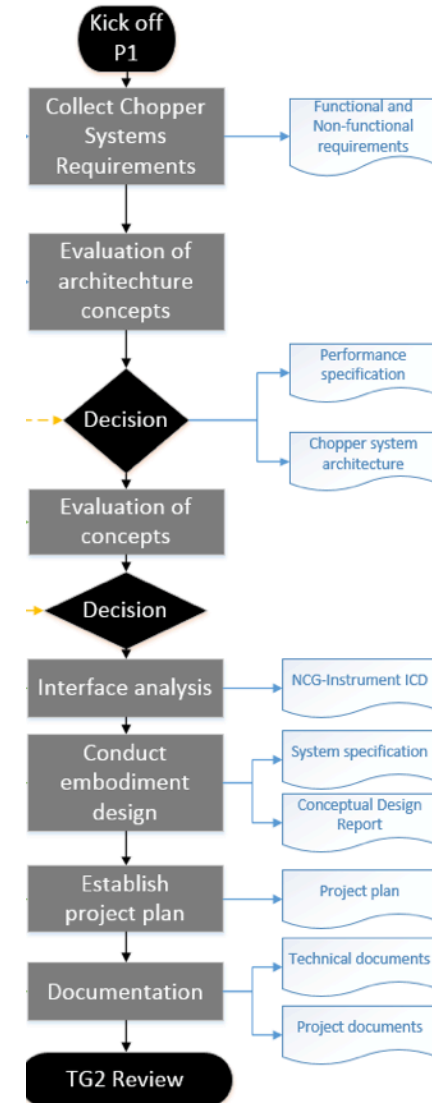 Kick off
P1
Collect Chopper
Systems
Requirements
Functional and
Non-functional
requirements
Evaluation of
architechture
concepts
Performance
specification
Decision
Chopper system
architecture
Evaluation of
concepts
Decision
Interface analysis
NCG-Instrument ICD
Conduct
embodiment
design
System specification
Conceptual Design
Report
Establish
project plan
Project plan
Documentation
Technical documents
Project documents
TG2 Review